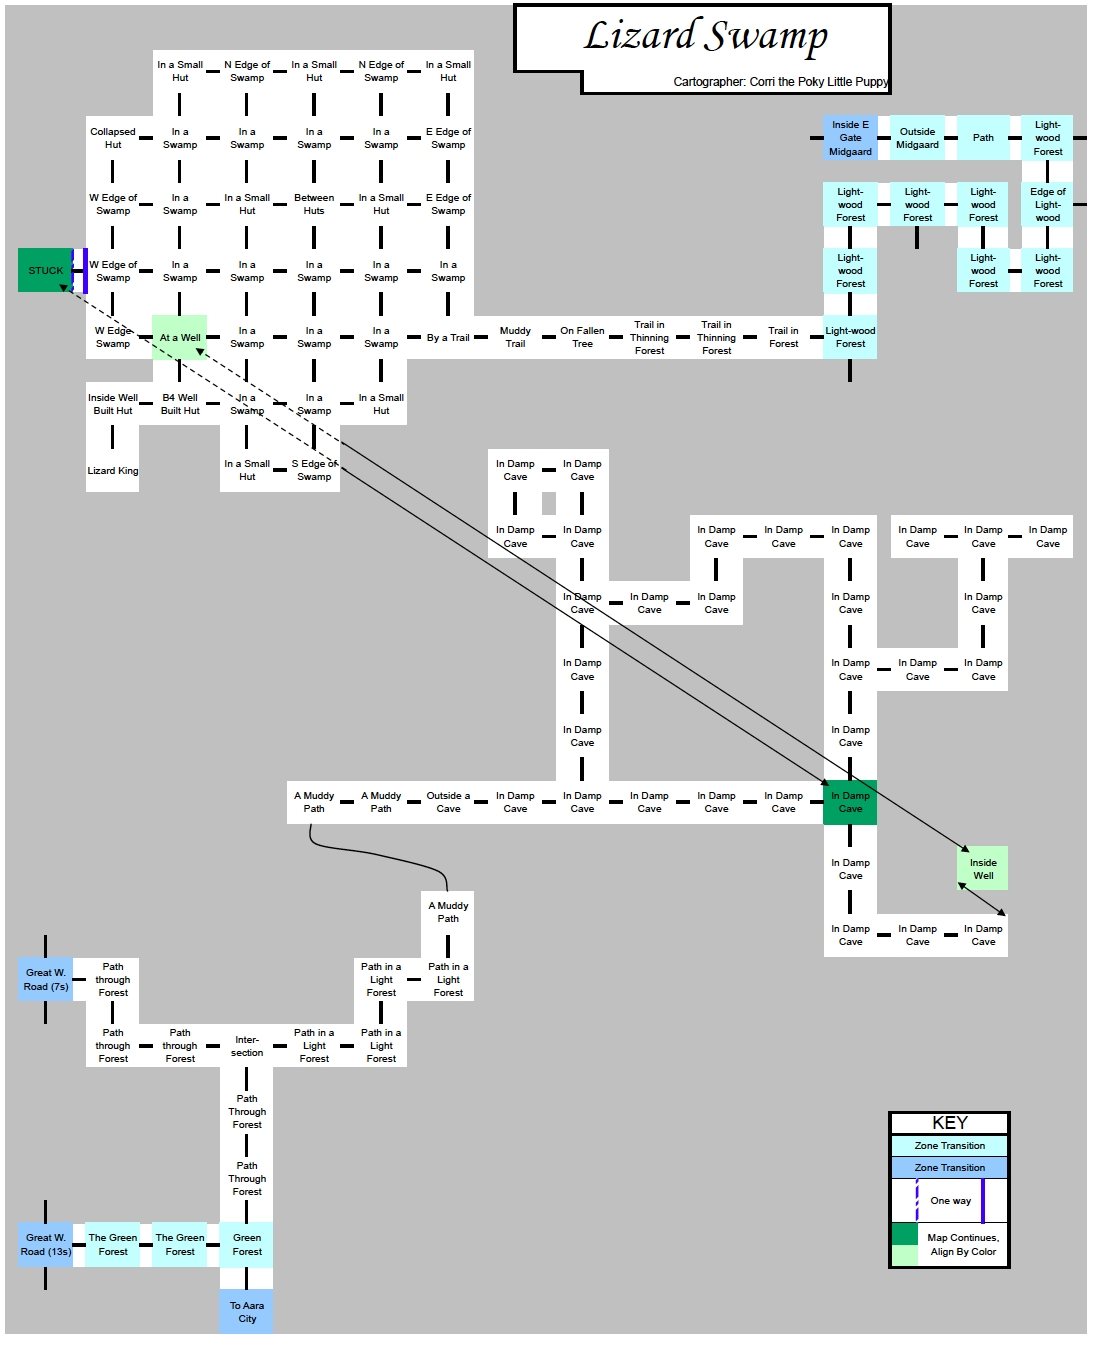 Lizard Swamp
Cartographer: Corri the Poky Little Puppy
In a Small
Hut
N Edge of
Swamp
In a Small
Hut
N Edge of
Swamp
In a Small
Hut
Collapsed
Hut
In a
Swamp
In a
Swamp
In a
Swamp
In a
Swamp
E Edge of
Swamp
Inside E
Gate
Midgaard
Outside
Midgaard
Path
Light-
wood
Forest
W Edge of
Swamp
In a
Swamp
In a Small
Hut
Between
Huts
In a Small
Hut
E Edge of
Swamp
Light-
wood
Forest
Light-
wood
Forest
Light-
wood
Forest
Edge of
Light-
wood
STUCK
W Edge of
Swamp
In a
Swamp
In a
Swamp
In a
Swamp
In a
Swamp
In a
Swamp
Light-
wood
Forest
Light-
wood
Forest
Light-
wood
Forest
W Edge
Swamp
At a Well
In a
Swamp
In a
Swamp
In a
Swamp
By a Trail
Muddy
Trail
On Fallen
Tree
Trail in
Thinning
Forest
Trail in
Thinning
Forest
Trail in
Forest
Light-wood
Forest
Inside Well
Built Hut
B4 Well
Built Hut
In a
Swamp
In a
Swamp
In a Small
Hut
Lizard King
In a Small
Hut
S Edge of
Swamp
In Damp
Cave
In Damp
Cave
In Damp
Cave
In Damp
Cave
In Damp
Cave
In Damp
Cave
In Damp
Cave
In Damp
Cave
In Damp
Cave
In Damp
Cave
In Damp
Cave
In Damp
Cave
In Damp
Cave
In Damp
Cave
In Damp
Cave
In Damp
Cave
In Damp
Cave
In Damp
Cave
In Damp
Cave
In Damp
Cave
In Damp
Cave
In Damp
Cave
A Muddy
Path
A Muddy
Path
Outside a
Cave
In Damp
Cave
In Damp
Cave
In Damp
Cave
In Damp
Cave
In Damp
Cave
In Damp
Cave
In Damp
Cave
Inside
Well
A Muddy
Path
In Damp
Cave
In Damp
Cave
In Damp
Cave
Great W.
Road (7s)
Path
through
Forest
Path in a
Light
Forest
Path in a
Light
Forest
Path
through
Forest
Path
through
Forest
Inter-
section
Path in a
Light
Forest
Path in a
Light
Forest
Path
Through
Forest
Path
Through
Forest
Great W.
Road (13s)
The Green
Forest
The Green
Forest
Green
Forest
To Aara
City
KEY
Zone Transition
Zone Transition
One way
Map Continues,
Align By Color